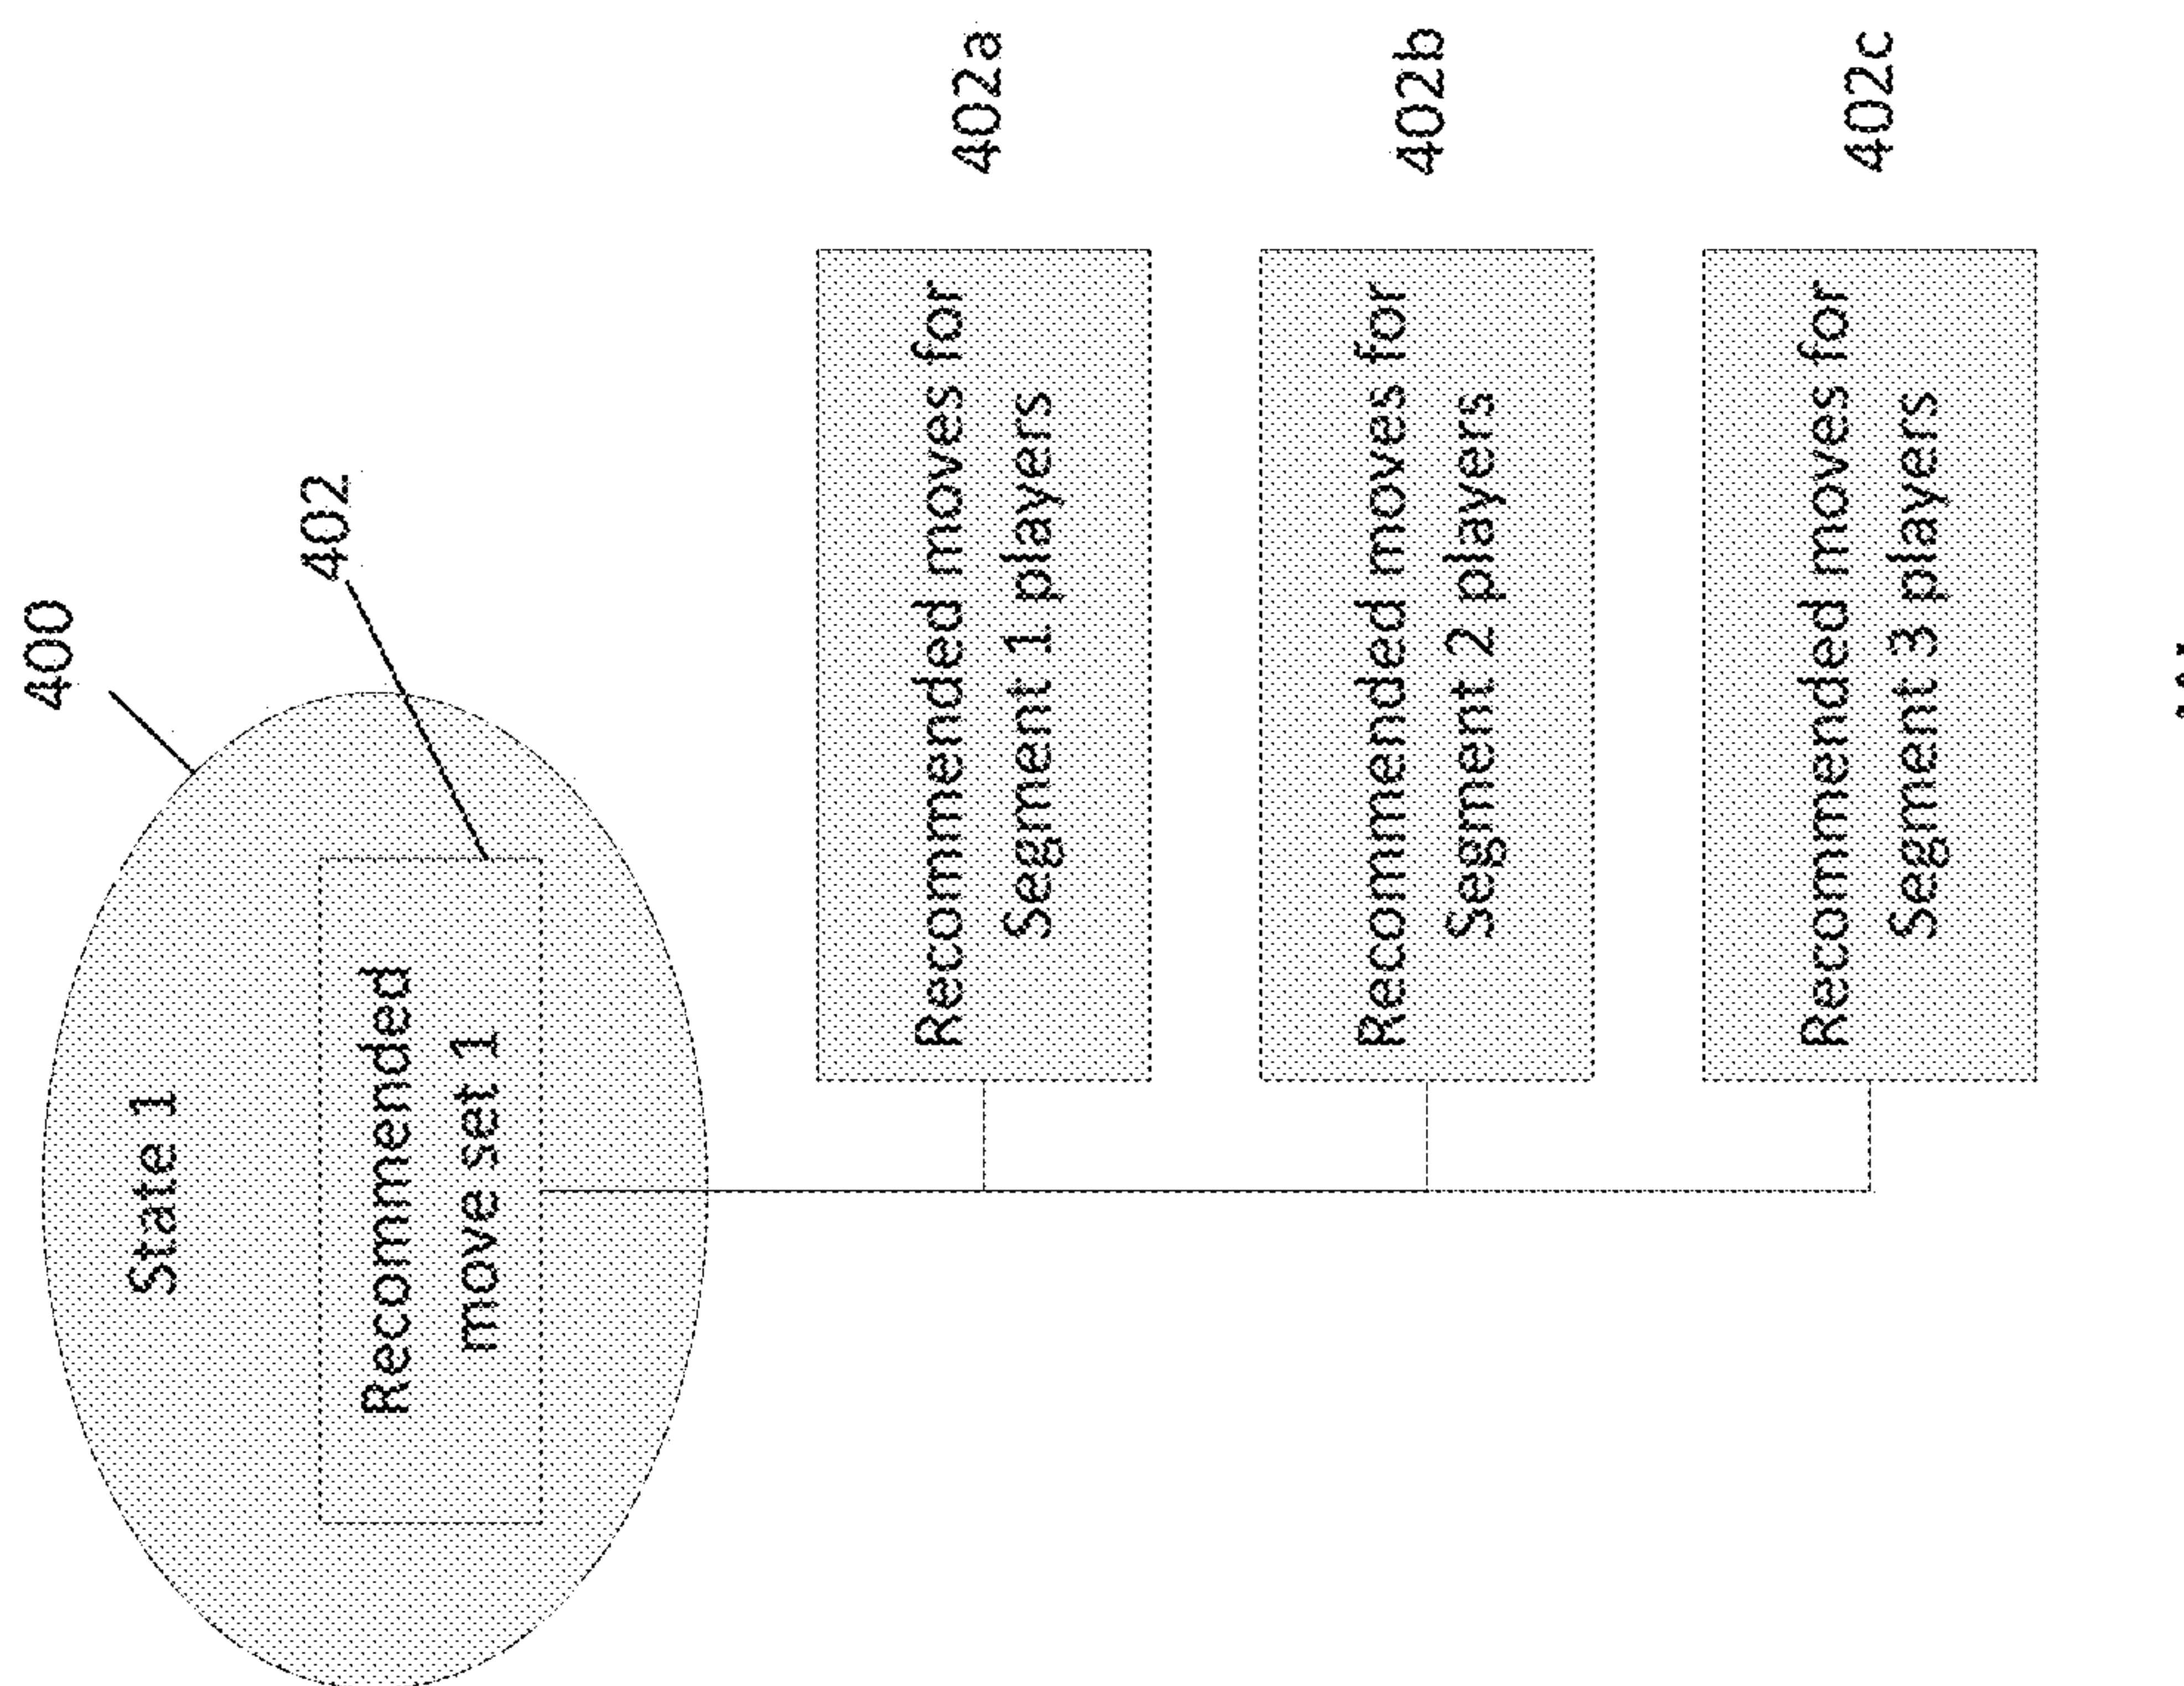 400
State 1
402
Recommended
move set 1
Recommended moves for
Segment 1 players
402a
Recommended moves for
Segment 2 players
402b
Recommended moves for
Segment 3 players
402c